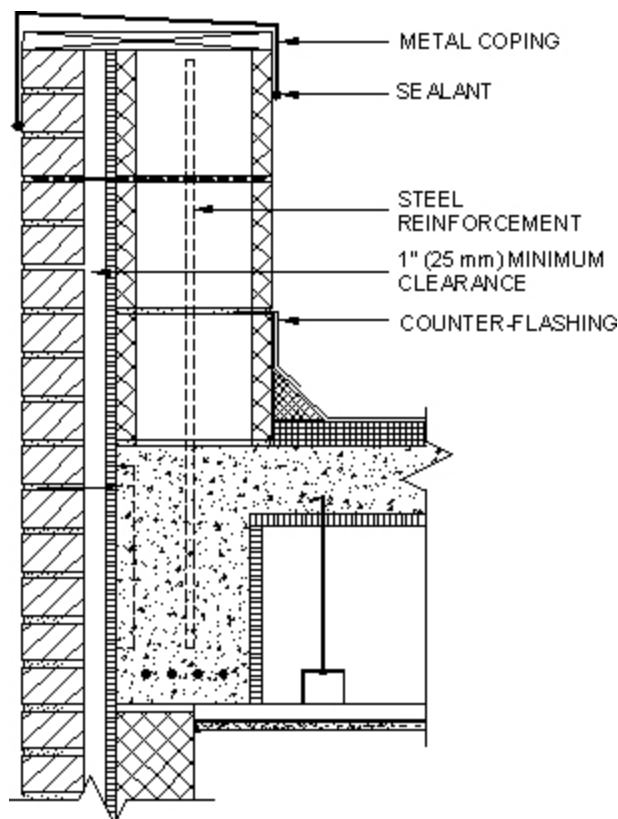 METAL COPING
SEALANT
STEEL
REINFORCEMENT
1" (25 mm) MINIMUM
CLEARANCE
COUNTER-FLASHING